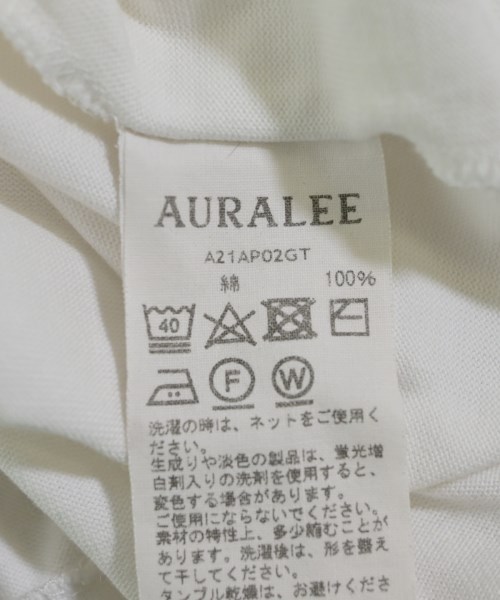 AURALEE
A21AP02GT
綿 100%
40
F W
洗濯の時は、ネットをご使用く
ださい。
生成りや淡色の製品は、蛍光増
白剤入りの洗剤を使用すると、
変色する場合があります。
ご使用にならないでください。
素材の特性上、多少縮むことが
あります。洗濯後は、形を整え
て干してください。
タンブル乾燥は、お避けくださ